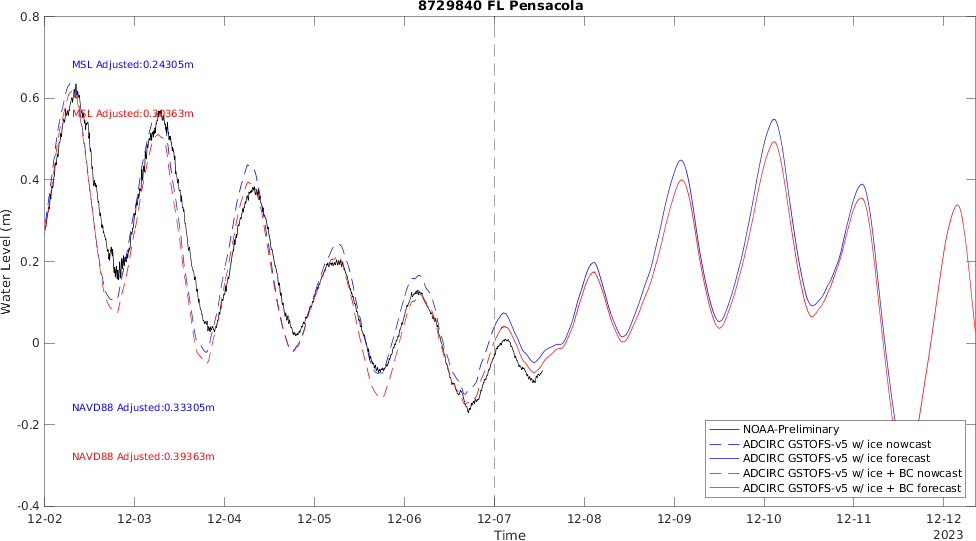 8729840 FL Pensacola
0.8
0.6
0.4
0.2
0
-0.2
-0.4
Water Level (m)
MSL Adjusted:0.24305m
MSL Adjusted:0.30363m
NAVD88 Adjusted:0.33305m
NAVD88 Adjusted:0.39363m
NOAA-Preliminary
ADCIRC GSTOFS-v5 w/ ice nowcast
ADCIRC GSTOFS-v5 w/ ice forecast
ADCIRC GSTOFS-v5 w/ ice + BC nowcast
ADCIRC GSTOFS-v5 w/ ice + BC forecast
12-02 12-03 12-04 12-05 12-06 12-07 12-08 12-09 12-10 12-11 12-12
Time 2023